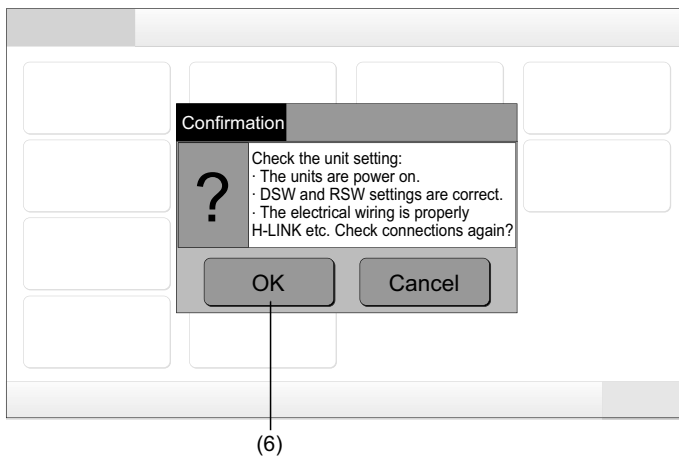 Confirmation
?
Check the unit setting:
· The units are power on.
· DSW and RSW settings are correct.
· The electrical wiring is properly
H-LINK etc. Check connections again?
OK
Cancel
(6)